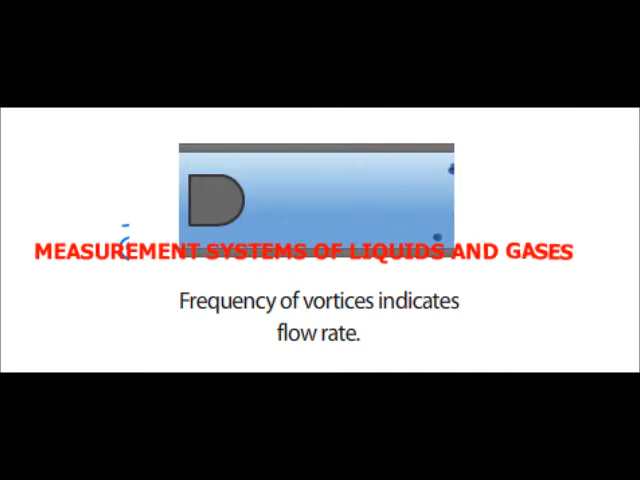 MEASUREMENT SYSTEMS OF LIQUIDS AND GASES
Frequency of vortices indicates
flow rate.